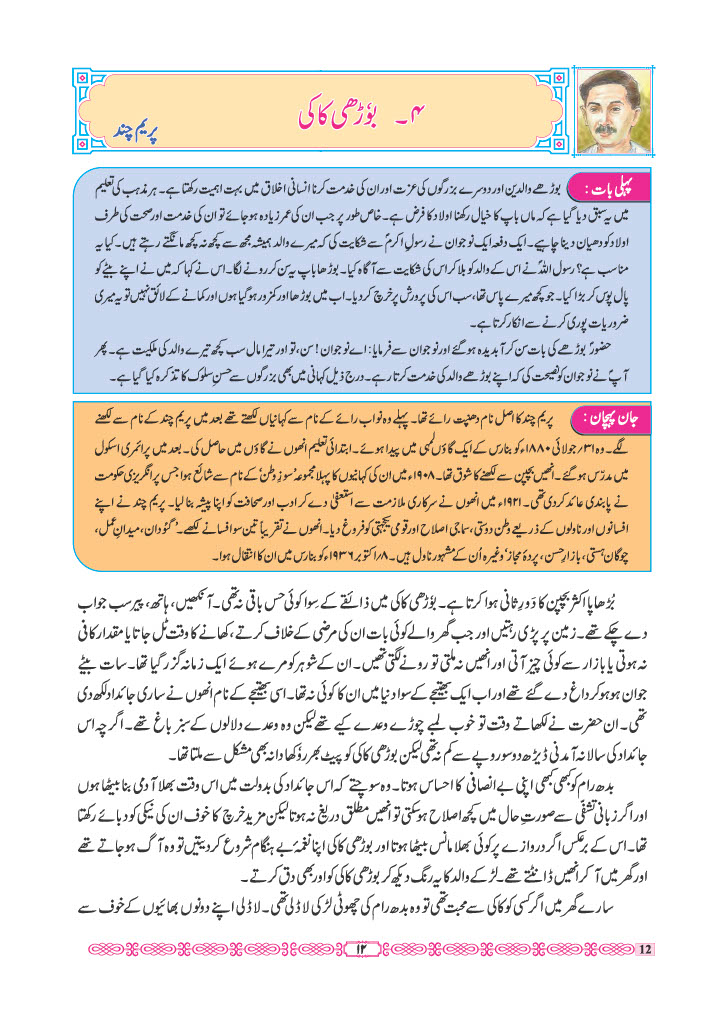 ۴۔ بوٗڑھی کاکی
پریم چند
پہلی بات :
بوڑھے والدین اور دوسرے بزرگوں کی عزت اور ان کی خدمت کرنا انسانی اخلاق میں بہت اہمیت رکھتا ہے۔ ہر مذہب کی تعلیم
میں یہ سبق دیا گیا ہے کہ ماں باپ کا خیال رکھنا اولاد کا فرض ہے۔ خاص طور پر جب ان کی عمر زیادہ ہوجائے تو ان کی خدمت اور صحت کی طرف
اولاد کو دھیان دینا چاہیے۔ ایک دفعہ ایک نوجوان نے رسولِ اکرمؐ سے شکایت کی کہ میرے والد ہمیشہ مجھ سے کچھ نہ کچھ مانگتے رہتے ہیں۔ کیا یہ
مناسب ہے؟ رسول اللہؐ نے اس کے والد کو بلا کر اس کی شکایت سے آگاہ کیا۔ بوڑھا باپ یہ سن کر رونے لگا۔ اس نے کہا کہ میں نے اپنے بیٹے کو
پال پوس کر بڑا کیا۔ جو کچھ میرے پاس تھا، سب اس کی پرورش پر خرچ کردیا۔ اب میں بوڑھا اور کمزور ہوگیا ہوں اور کمانے کے لائق نہیں تو یہ میری
ضروریات پوری کرنے سے انکار کرتا ہے۔
حضورؐ بوڑھے کی بات سن کر آبدیدہ ہوگئے اور نوجوان سے فرمایا: اے نوجوان! سن، تو اور تیرا مال سب کچھ تیرے والد کی ملکیت ہے۔ پھر
آپؐ نے نوجوان کو نصیحت کی کہ اپنے بوڑھے والد کی خدمت کرتا رہے۔ درج ذیل کہانی میں بھی بزرگوں سے حسنِ سلوک کا تذکرہ کیا گیا ہے۔
جان پہچان :
پریم چند کا اصل نام دھنپت رائے تھا۔ پہلے وہ نواب رائے کے نام سے کہانیاں لکھتے تھے بعد میں پریم چند کے نام سے لکھنے
لگے۔ وہ ۳۱؍جولائی ۱۸۸۰ء کو بنارس کے ایک گاؤں لمہی میں پیدا ہوئے۔ ابتدائی تعلیم انھوں نے گاؤں میں حاصل کی۔ بعد میں پرائمری اسکول
میں مدرّس ہوگئے۔ انھیں بچپن سے لکھنے کا شوق تھا۔ ۱۹۰۸ء میں ان کی کہانیوں کا پہلا مجموعہ 'سوزِ وطن' کے نام سے شائع ہوا جس پر انگریزی حکومت
نے پابندی عائد کردی تھی۔ ۱۹۲۱ء میں انھوں نے سرکاری ملازمت سے استعفیٰ دے کر ادب اور صحافت کو اپنا پیشہ بنالیا۔ پریم چند نے اپنے
افسانوں اور ناولوں کے ذریعے وطن دوستی، سماجی اصلاح اور قومی یکجہتی کو فروغ دیا۔ انھوں نے تقریباً تین سو افسانے لکھے۔ 'گئودان، میدانِ عمل،
چوگانِ ہستی، بازارِ حسن، پردۂ مجاز' وغیرہ اُن کے مشہور ناول ہیں۔ ۸؍اکتوبر ۱۹۳۶ء کو بنارس میں ان کا انتقال ہوا۔
بُڑھاپا اکثر بچپن کا دَورِ ثانی ہوا کرتا ہے۔ بوٗڑھی کاکی میں ذائقے کے سِوا کوئی حس باقی نہ تھی۔ آنکھیں، ہاتھ، پیر سب جواب
دے چکے تھے۔ زمین پر پڑی رہتیں اور جب گھر والے کوئی بات ان کی مرضی کے خلاف کرتے، کھانے کا وقت ٹل جاتا یا مقدار کافی
نہ ہوتی یا بازار سے کوئی چیز آتی اور انھیں نہ ملتی تو رونے لگتی تھیں۔ ان کے شوہر کو مرے ہوئے ایک زمانہ گزر گیا تھا۔ سات بیٹے
جوان ہو ہو کر داغ دے گئے تھے اور اب ایک بھتیجے کے سوا دنیا میں ان کا کوئی نہ تھا۔ اسی بھتیجے کے نام انھوں نے ساری جائداد لکھ دی
تھی۔ ان حضرت نے لکھاتے وقت تو خوب لمبے چوڑے وعدے کیے تھے لیکن وہ وعدے دلالوں کے سبز باغ تھے۔ اگرچہ اس
جائداد کی سالانہ آمدنی ڈیڑھ دو سو روپے سے کم نہ تھی لیکن بوڑھی کاکی کو پیٹ بھر رؤکھا دانہ بھی مشکل سے ملتا تھا۔
بدھ رام کو کبھی کبھی اپنی بے انصافی کا احساس ہوتا۔ وہ سوچتے کہ اس جائداد کی بدولت میں اس وقت بھلا آدمی بنا بیٹھا ہوں
اور اگر زبانی تشفّی سے صورتِ حال میں کچھ اصلاح ہوسکتی تو انھیں مطلق دریغ نہ ہوتا لیکن مزید خرچ کا خوف ان کی نیکی کو دبائے رکھتا
تھا۔ اس کے برعکس اگر دروازے پر کوئی بھلا مانس بیٹھا ہوتا اور بوڑھی کاکی اپنا نغمۂ بے ہنگام شروع کر دیتیں تو وہ آگ ہوجاتے تھے
اور گھر میں آ کر انھیں ڈانٹتے تھے۔ لڑکے والد کا یہ رنگ دیکھ کر بوڑھی کاکی کو اور بھی دق کرتے۔
سارے گھر میں اگر کسی کو کاکی سے محبت تھی تو وہ بدھ رام کی چھوٹی لڑکی لاڈلی تھی۔ لاڈلی اپنے دونوں بھائیوں کے خوف سے
۱۲
12